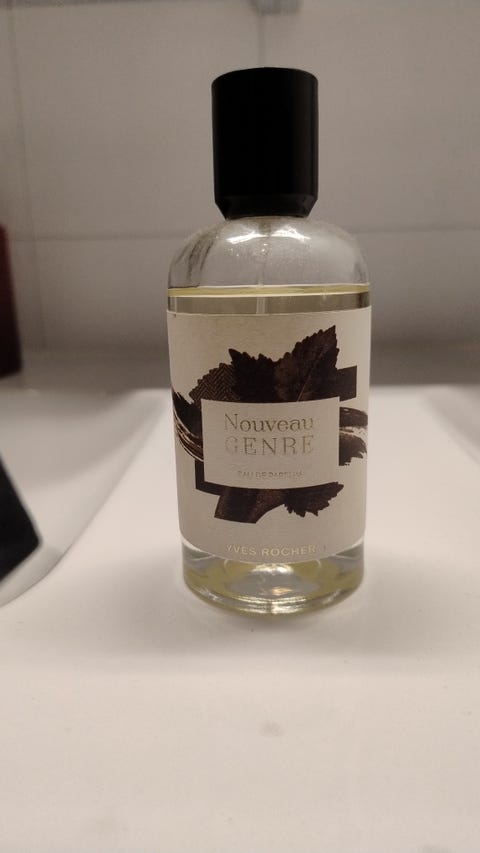 Nouveau
GENRE
EAU DE PARFUM
YVES ROCHER